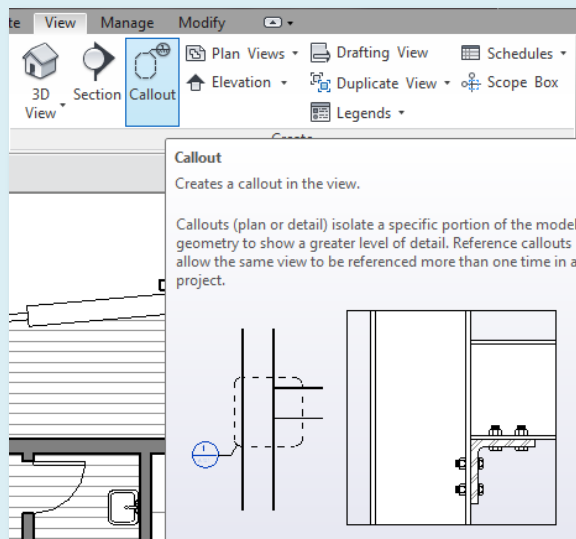 te View Manage Modify
Plan Views Drafting View Schedules
3D View Section Callout Elevation Duplicate View Scope Box
Legends
Create
Callout
Creates a callout in the view.
Callouts (plan or detail) isolate a specific portion of the model
geometry to show a greater level of detail. Reference callouts
allow the same view to be referenced more than one time in a
project.
1